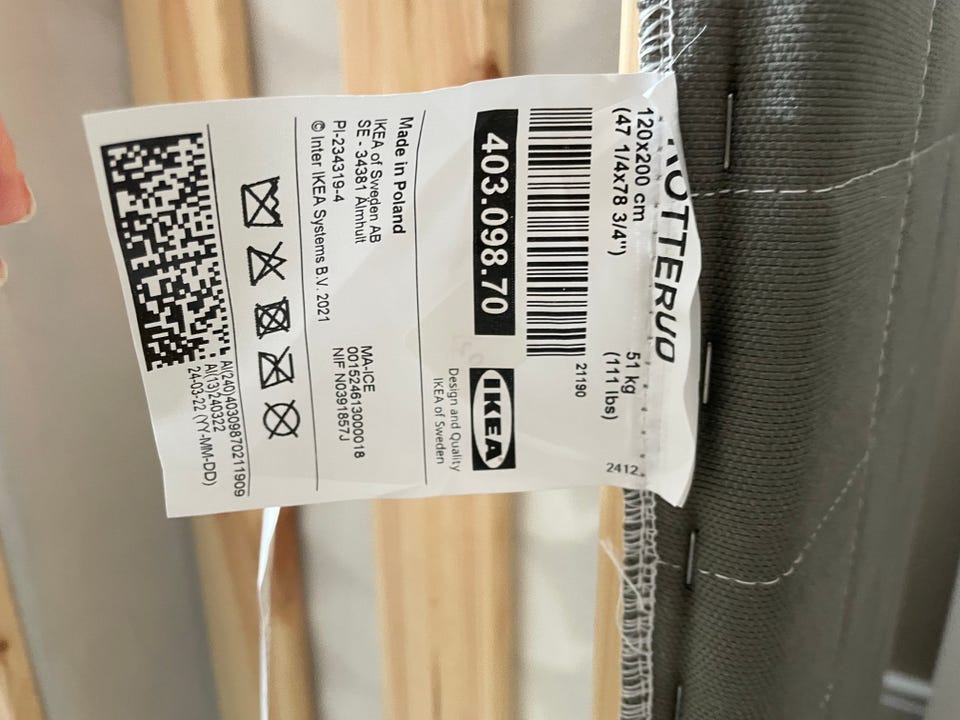 120x200 cm
(47 1/4x78 3/4")
51 kg
(111 lbs)
2412
21190
403.098.70
IKEA
Design and Quality
IKEA of Sweden
Made in Poland
IKEA of Sweden AB
SE - 34381 Älmhult
PI-234319-4
© Inter IKEA Systems B.V. 2021
MA-ICE
001524613000018
NIF N0391857J
AI(240)40309870211909
AI(13)240322
24-03-22 (YY-MM-DD)